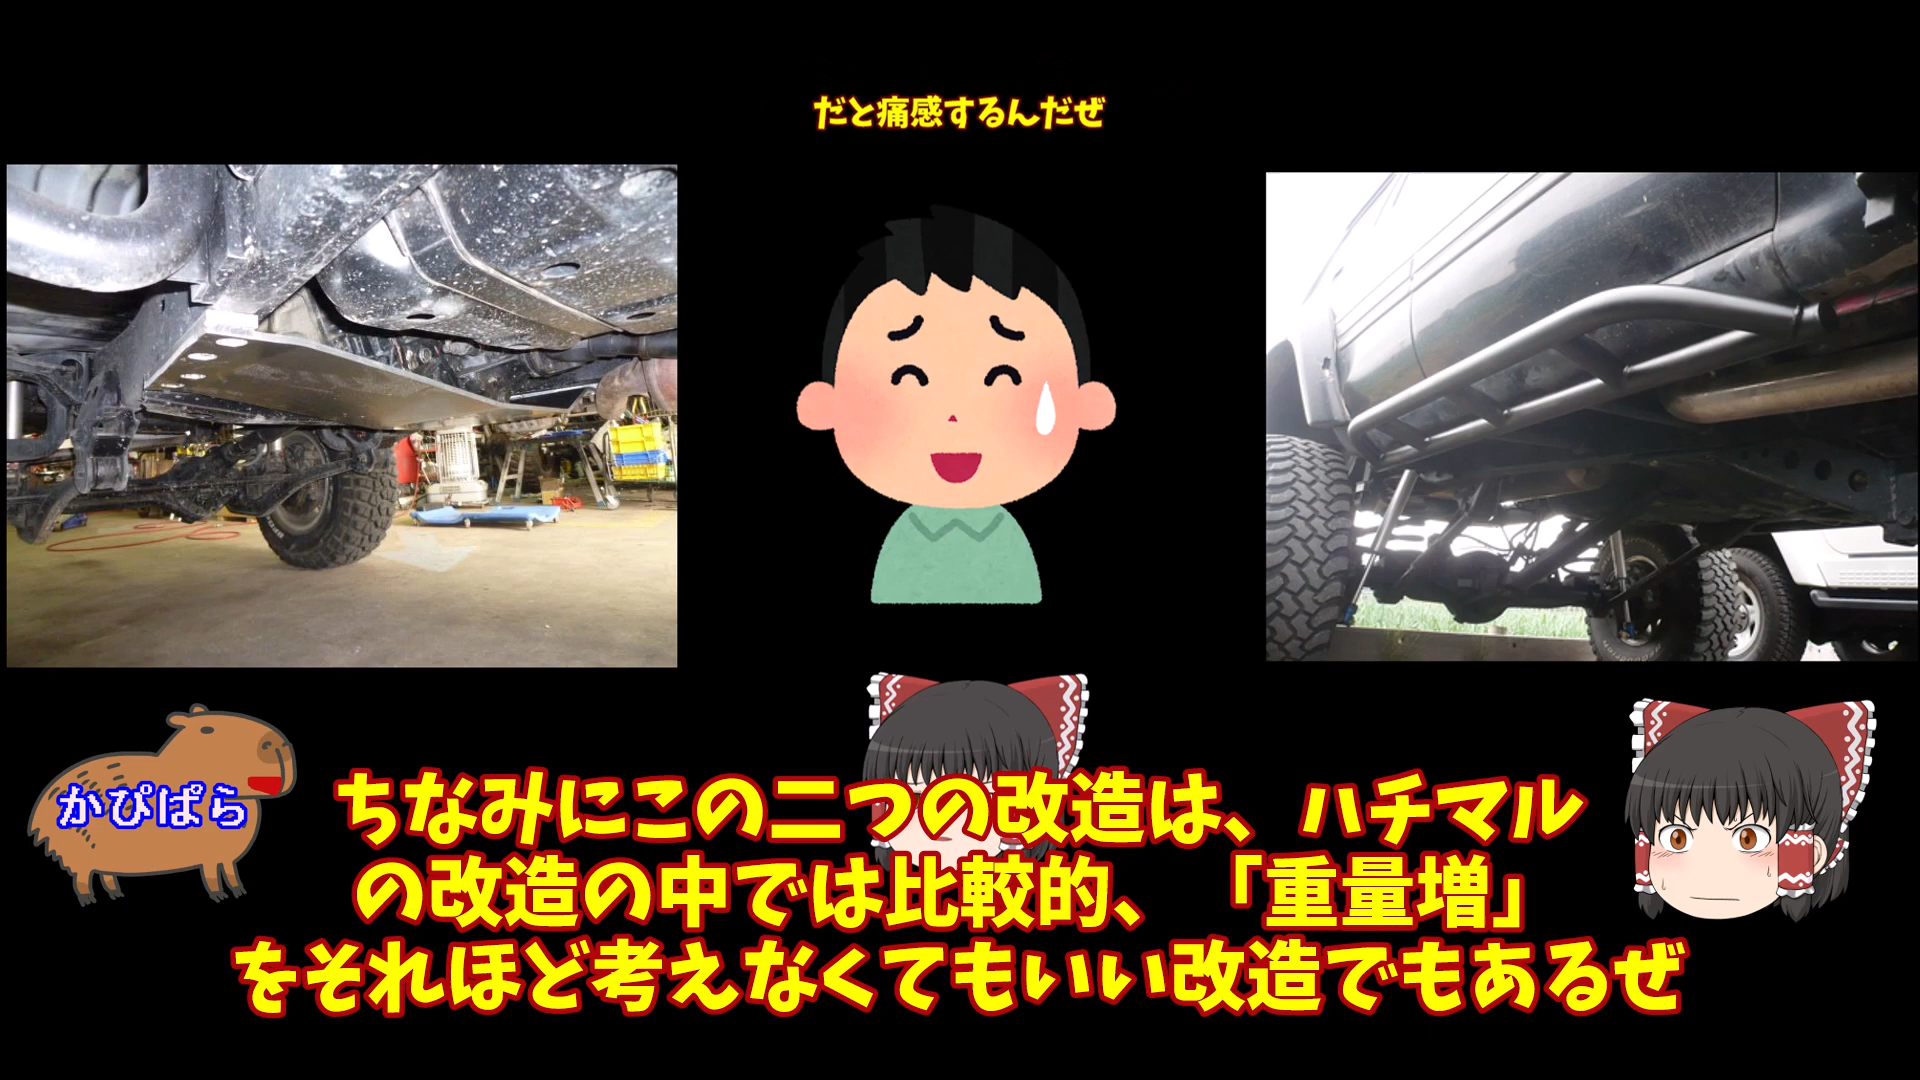 だと痛感するんだぜ
かぴぱら
ちなみにこの二つの改造は、ハチマル
の改造の中では比較的、「重量増」
をそれほど考えなくてもいい改造でもあるぜ